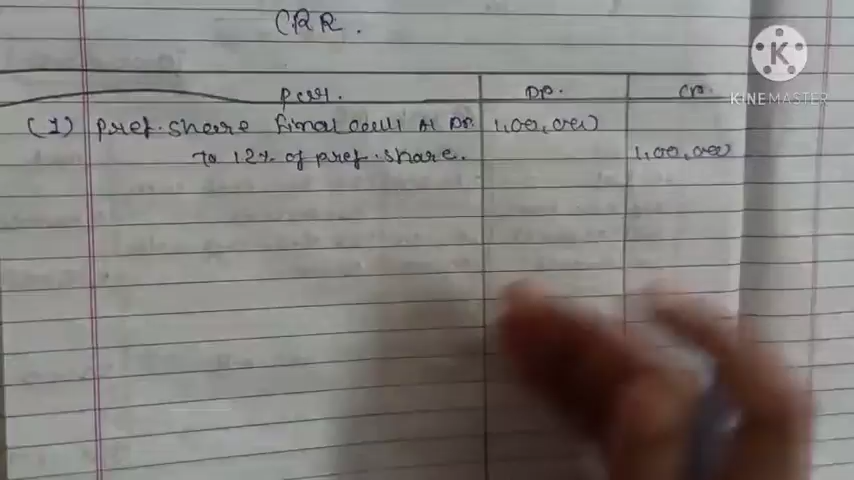 CRR.
K
KINEMASTER
Part. Dr. Cr.
(1) Pref. share Final call A/c Dr. 1,00,000
To 12% of pref. share. 1,00,000